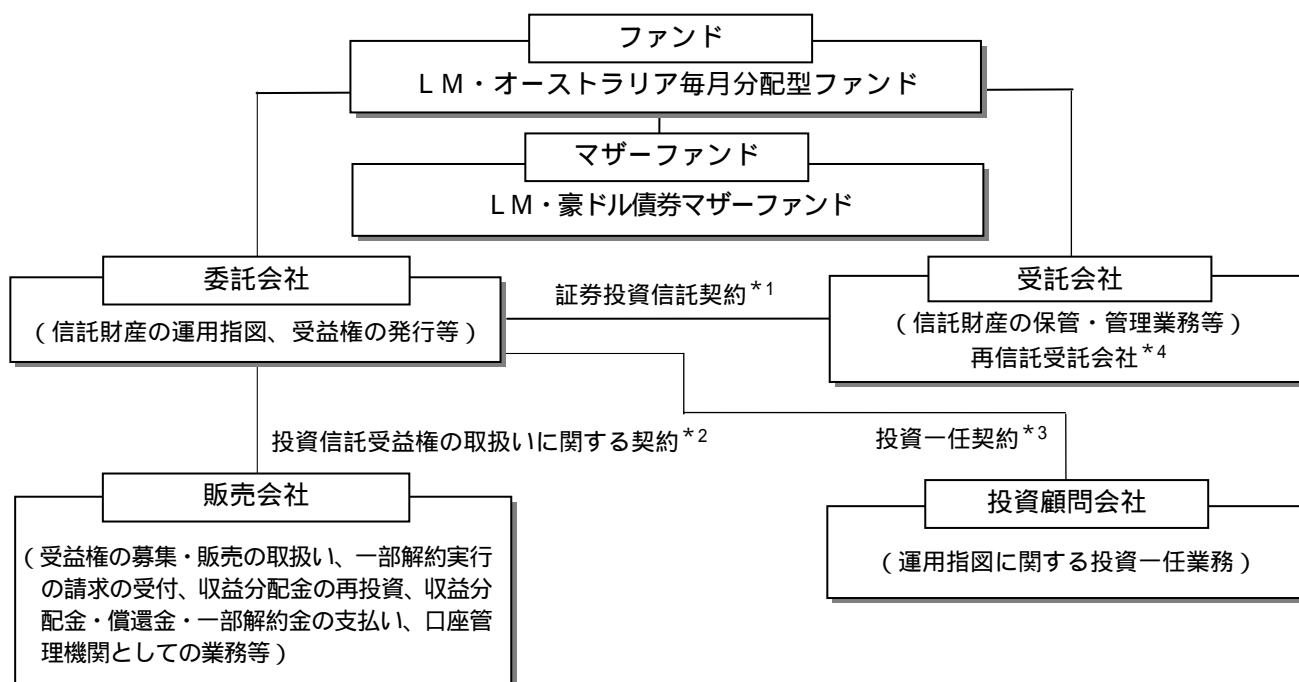 ファンド
LM・オーストラリア毎月分配型ファンド
マザーファンド
LM・豪ドル債券マザーファンド
委託会社
(信託財産の運用指図、受益権の発行等)
証券投資信託契約*1
受託会社
(信託財産の保管・管理業務等)
再信託受託会社*4
投資信託受益権の取扱いに関する契約*2
投資一任契約*3
販売会社
(受益権の募集・販売の取扱い、一部解約実行
の請求の受付、収益分配金の再投資、収益分
配金・償還金・一部解約金の支払い、口座管
理機関としての業務等)
投資顧問会社
(運用指図に関する投資一任業務)